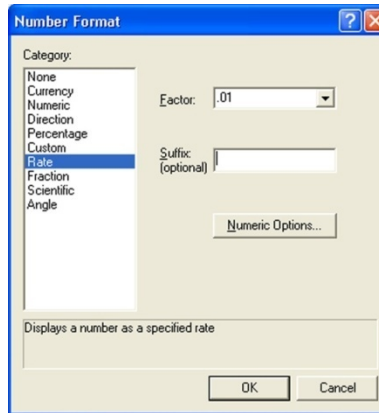 Number Format
Category:
None
Currency
Numeric
Direction
Percentage
Custom
Rate
Fraction
Scientific
Angle
Factor: .01
Suffix:
(optional)
Numeric Options...
Displays a number as a specified rate
OK Cancel